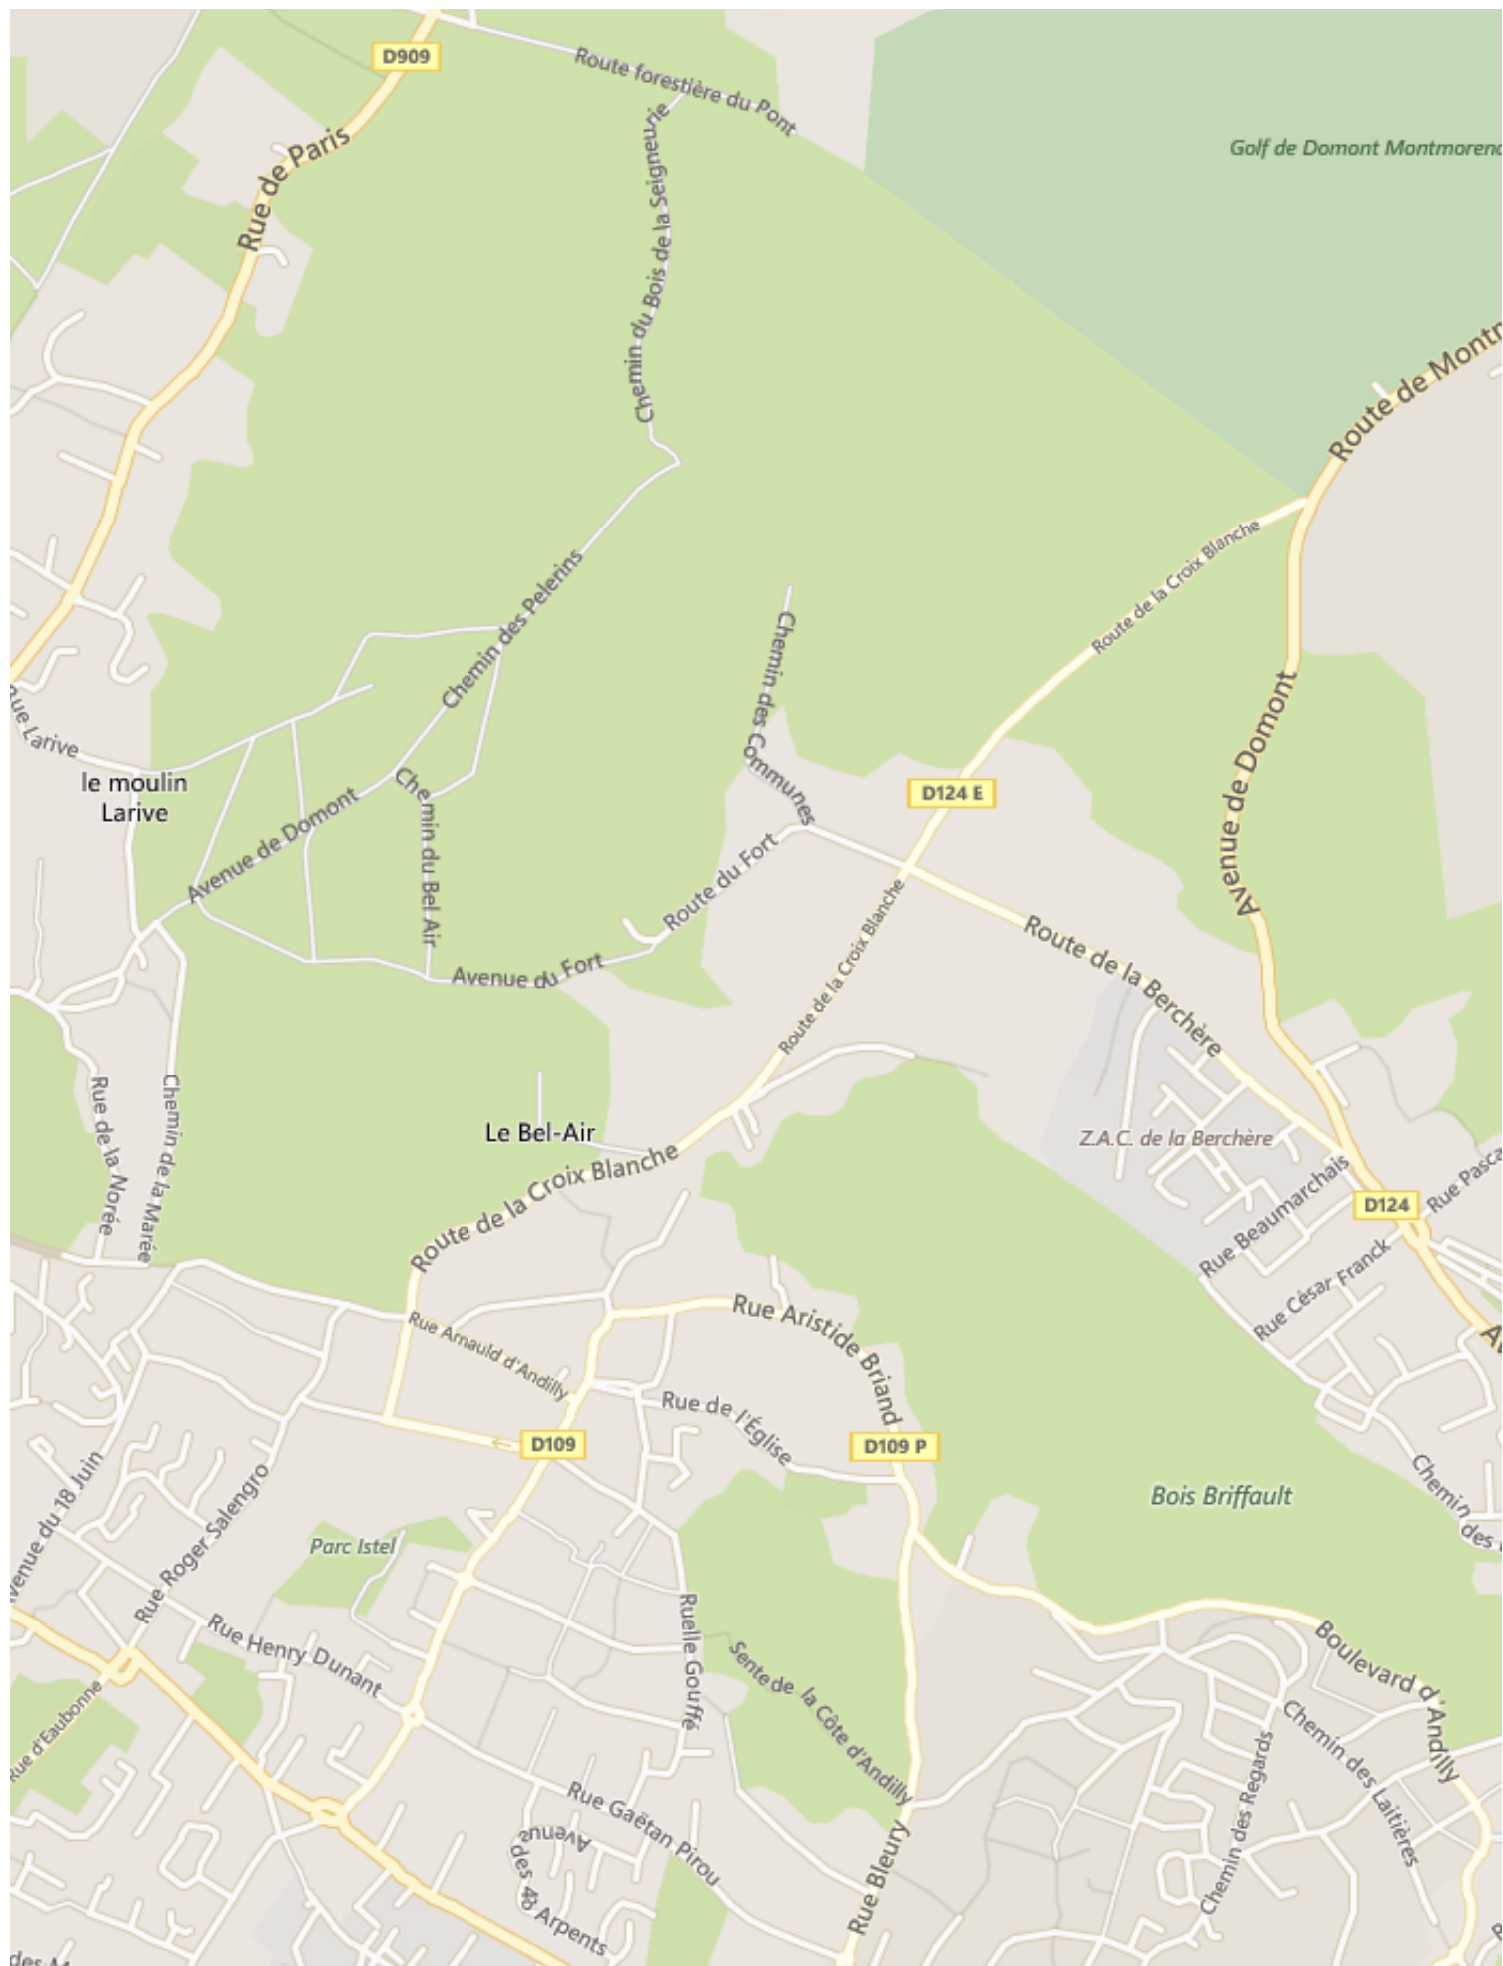 D909
Route forestière du Pont
Golf de Domont Montmorenc
Rue de Paris
Chemin du Bois de la Seigneurie
Route de Montm
Route de la Croix Blanche
Chemin des Pelerins
Chemin des Communes
Avenue de Domont
Rue Larive
le moulin
Larive
D124 E
Chemin du Bel Air
Avenue de Domont
Route du Fort
Route de la Croix Blanche
Route de la Berchère
Avenue du Fort
Le Bel-Air
Z.A.C. de la Berchère
Rue de la Norée
Chemin de la Marée
Route de la Croix Blanche
Rue Beaumarchais
D124
Rue Pasca
Rue César Franck
Av
Rue Arnauld d'Andilly
Rue Aristide Briand
Rue de l'Église
D109
D109 P
Bois Briffault
Chemin des
venue du 18 Juin
Rue Roger Salengro
Parc Istel
Rue Henry Dunant
Ruelle Gouffé
Sente de la Côte d'Andilly
Boulevard d'Andilly
Rue d'Eaubonne
Chemin des Laitières
Chemin des Regards
Rue Gaëtan Pirou
Avenue
des 48 Arpents
Rue Bleury
des M
R